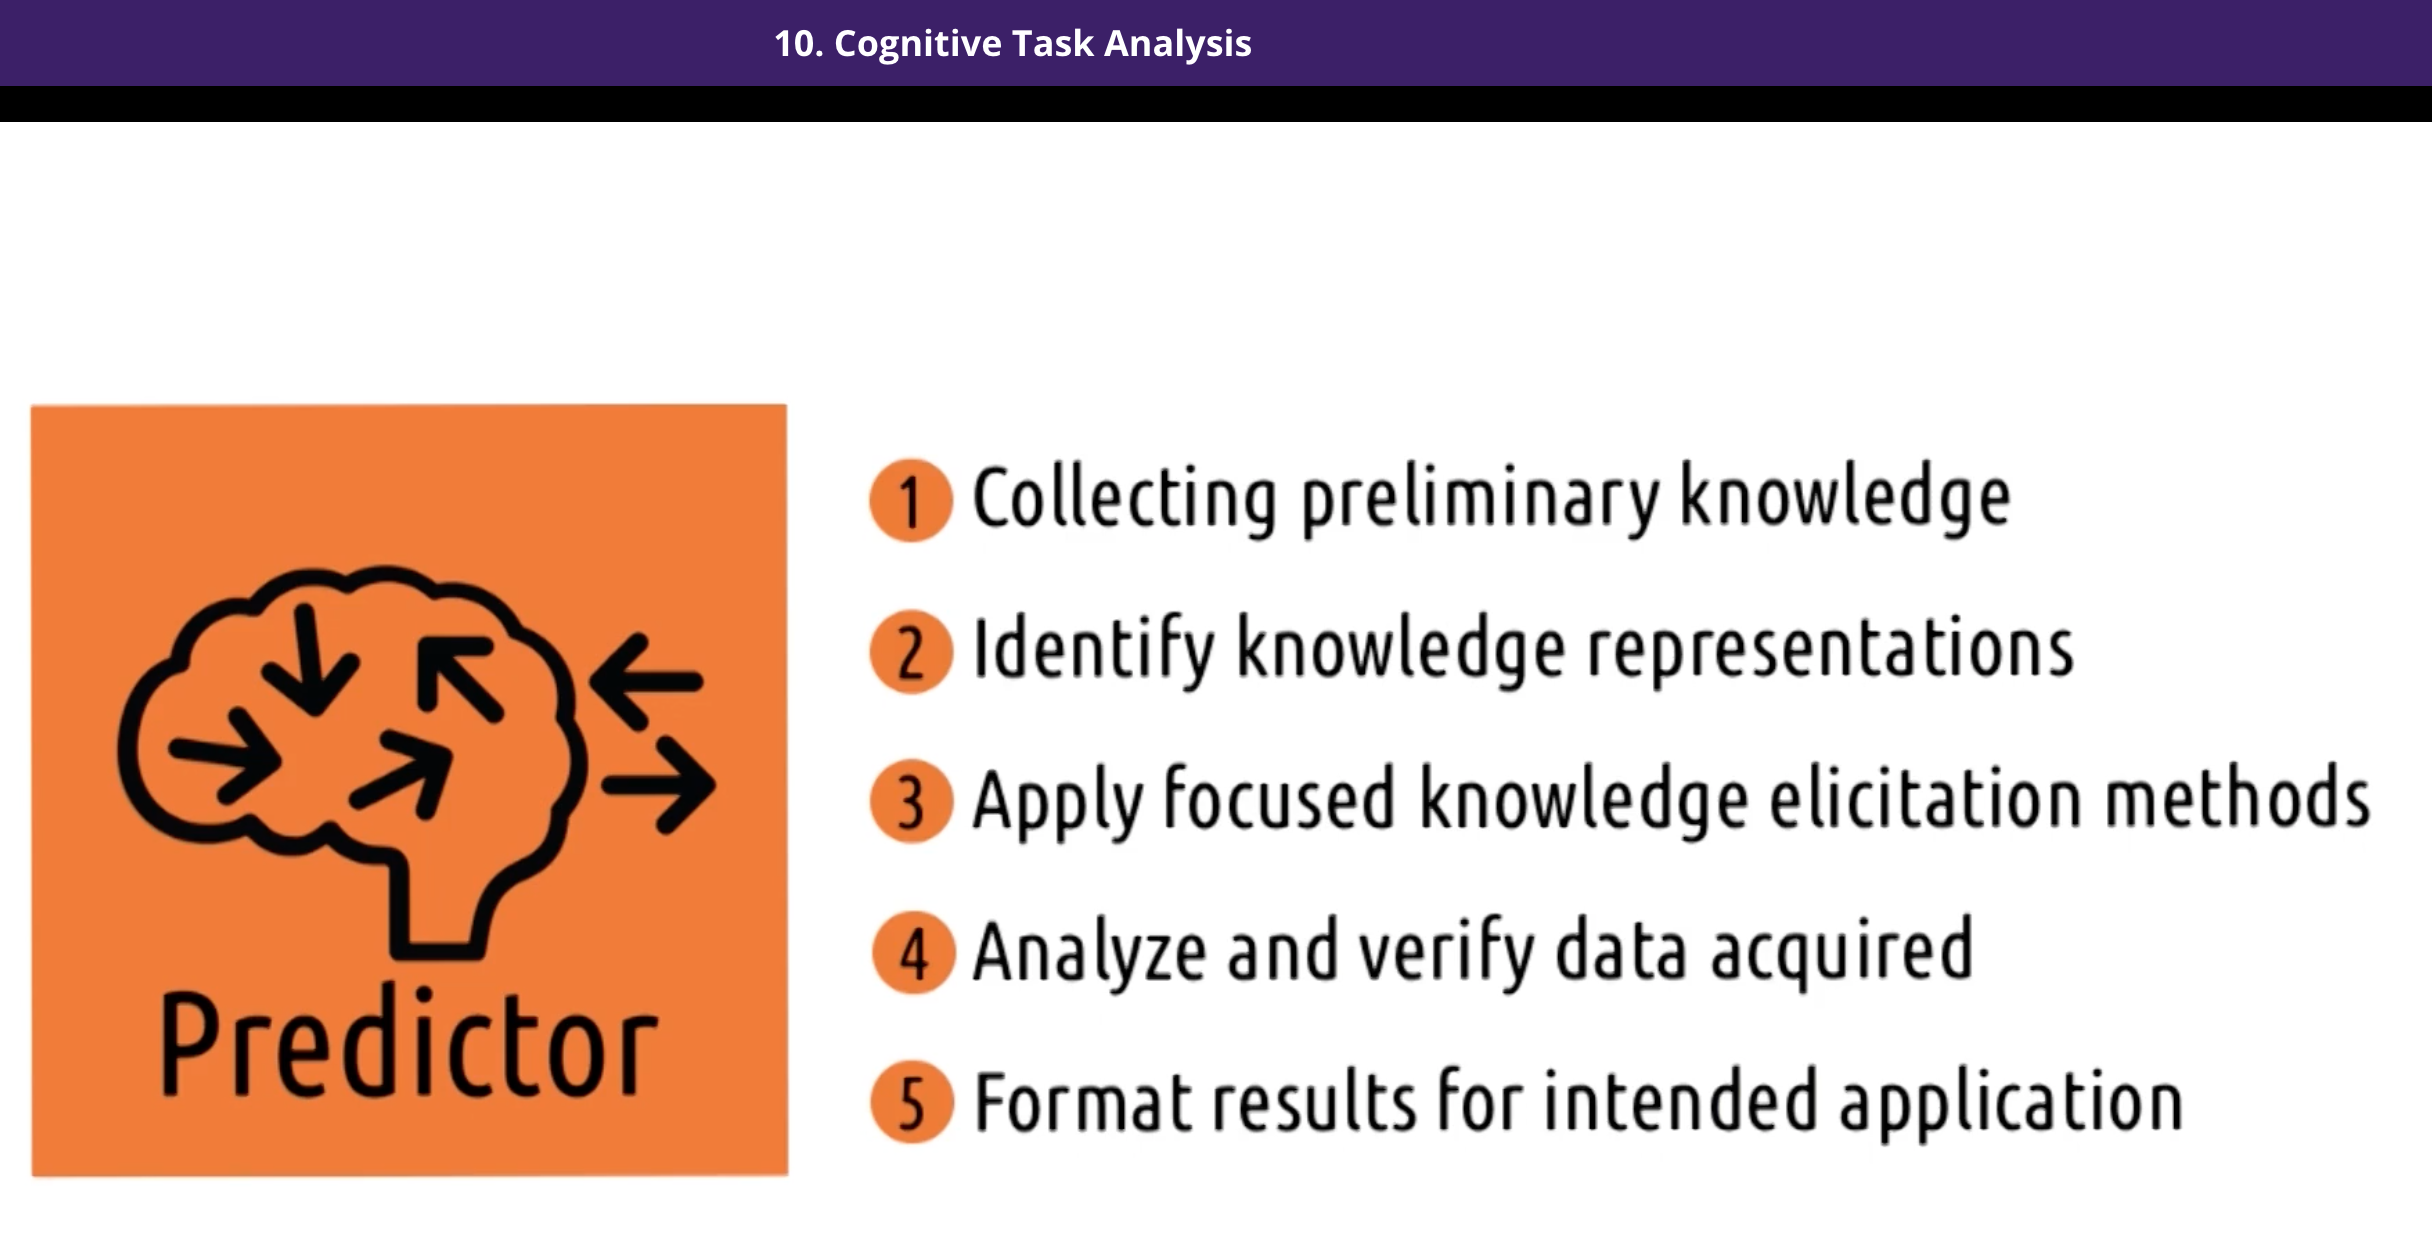 10. Cognitive Task Analysis
Predictor
1 Collecting preliminary knowledge
2 Identify knowledge representations
3 Apply focused knowledge elicitation methods
4 Analyze and verify data acquired
5 Format results for intended application